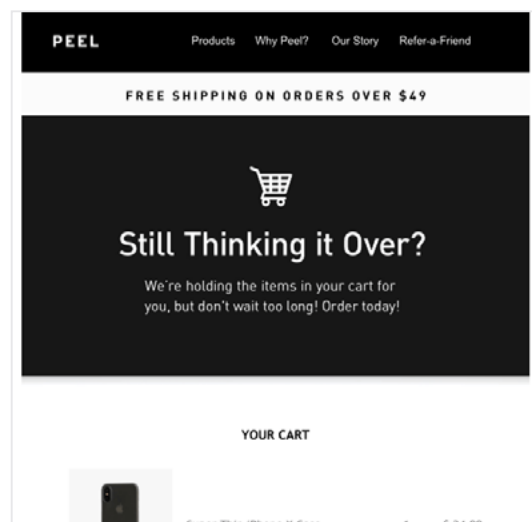 PEEL
Products Why Peel? Our Story Refer-a-Friend
FREE SHIPPING ON ORDERS OVER $49
Still Thinking it Over?
We're holding the items in your cart for
you, but don't wait too long! Order today!
YOUR CART